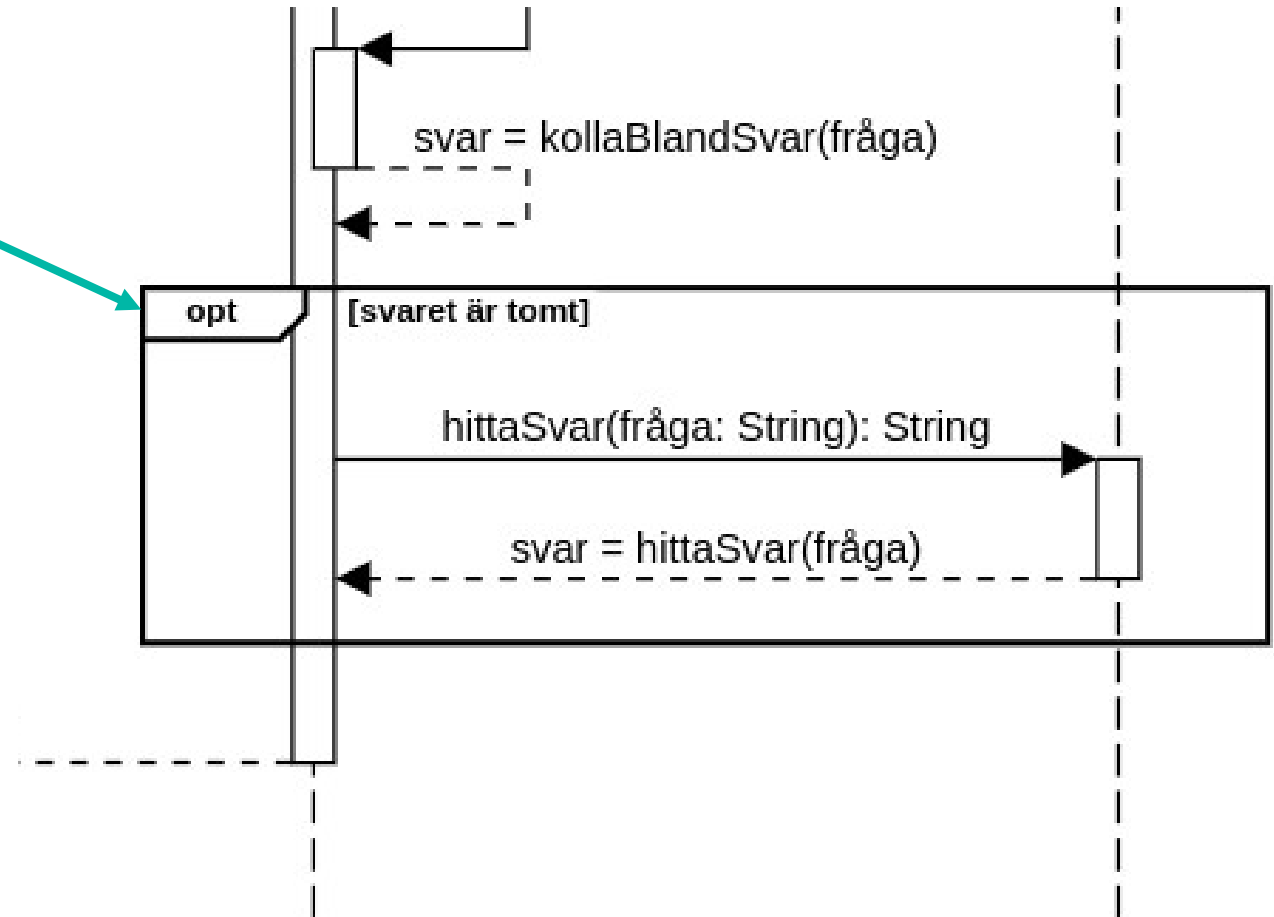 svar = kollaBlandSvar(fråga)
opt [svaret är tomt]
hittaSvar(fråga: String): String
svar = hittaSvar(fråga)